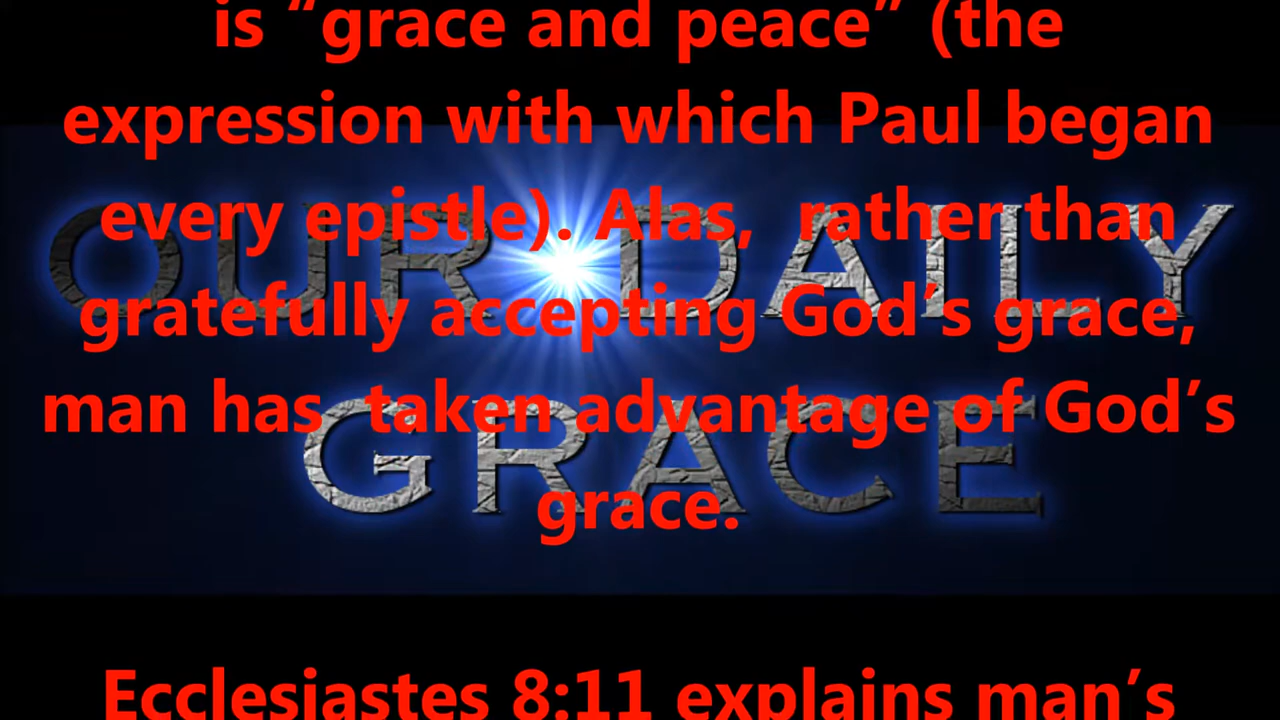 is “grace and peace” (the
expression with which Paul began
every epistle). Alas,  rather than
gratefully accepting God’s grace,
man has  taken advantage of God’s
grace.
Ecclesiastes 8:11 explains man’s
OUR DAILY
GRACE